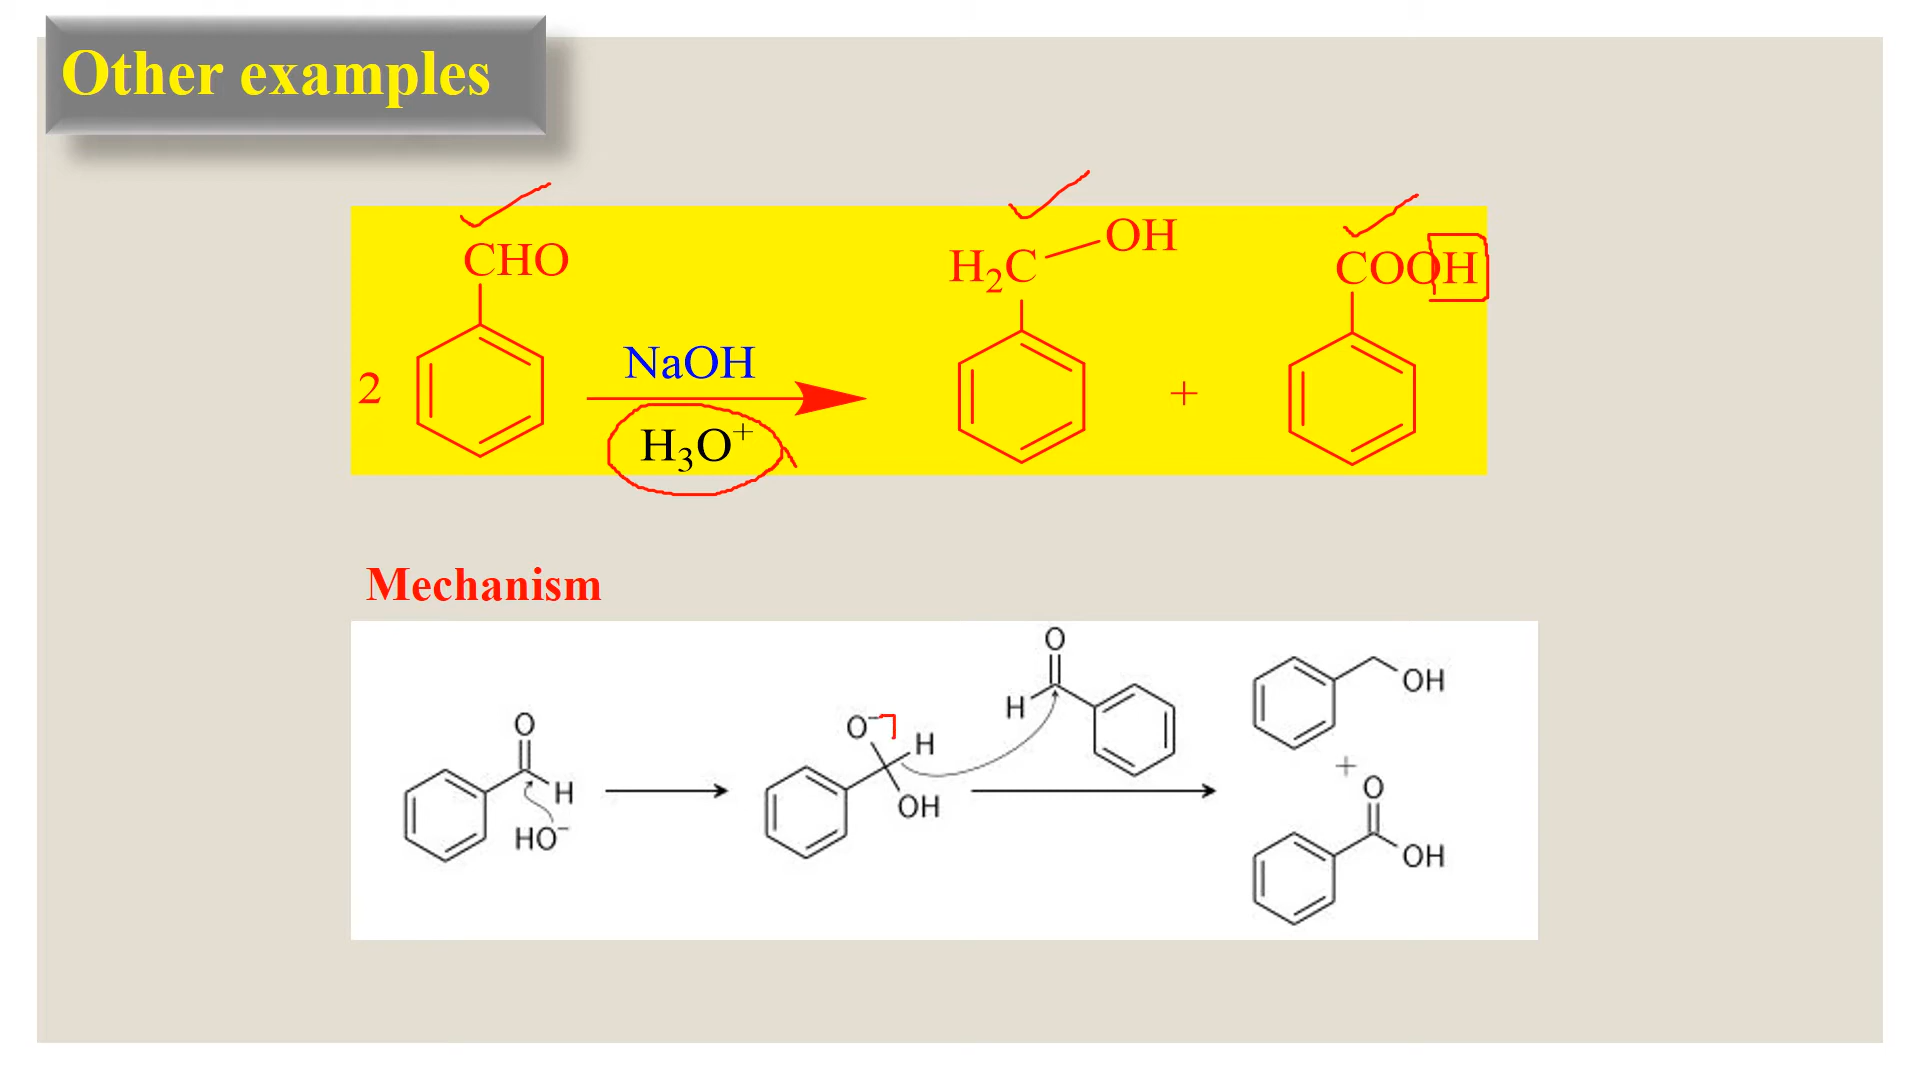 Other examples
CHO
H₂C OH
COOH
2
NaOH
+
H₃O⁺
Mechanism
O
H
HO⁻
O⁻
H
OH
O
H
OH
+
O
OH